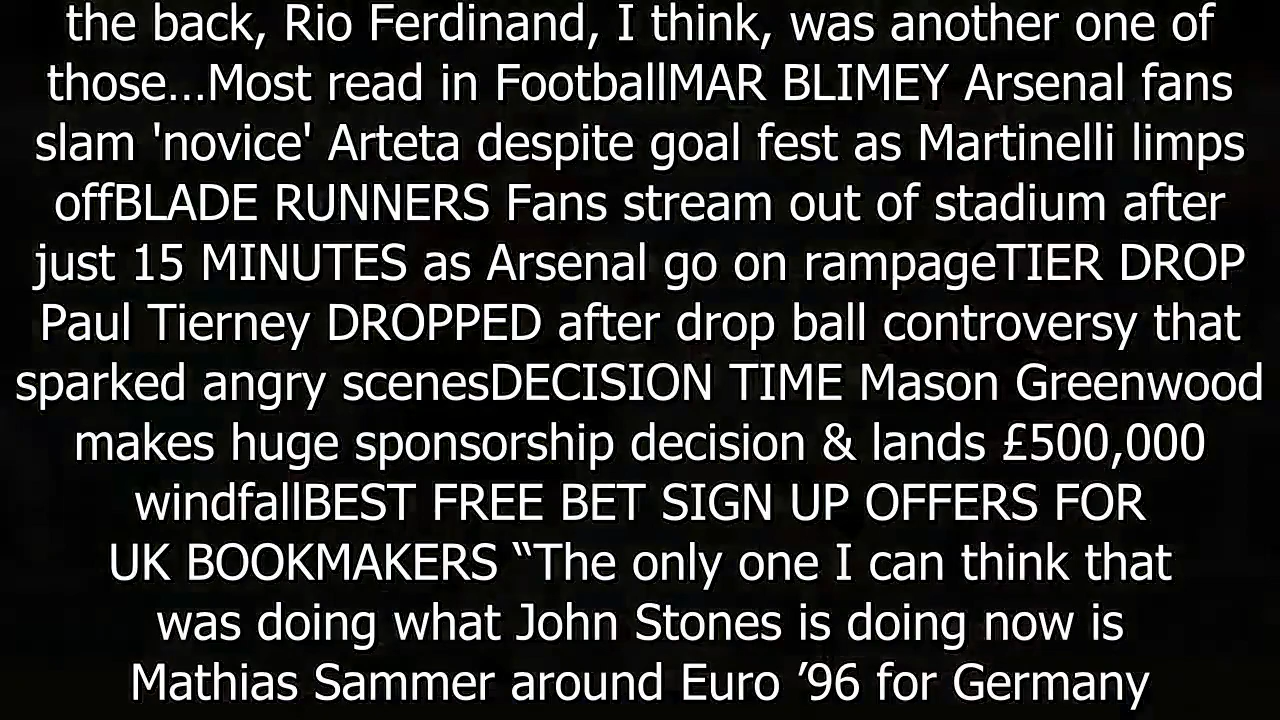 the back, Rio Ferdinand, I think, was another one of
those…Most read in FootballMAR BLIMEY Arsenal fans
slam 'novice' Arteta despite goal fest as Martinelli limps
offBLADE RUNNERS Fans stream out of stadium after
just 15 MINUTES as Arsenal go on rampageTIER DROP
Paul Tierney DROPPED after drop ball controversy that
sparked angry scenesDECISION TIME Mason Greenwood
makes huge sponsorship decision & lands £500,000
windfallBEST FREE BET SIGN UP OFFERS FOR
UK BOOKMAKERS “The only one I can think that
was doing what John Stones is doing now is
Mathias Sammer around Euro ’96 for Germany